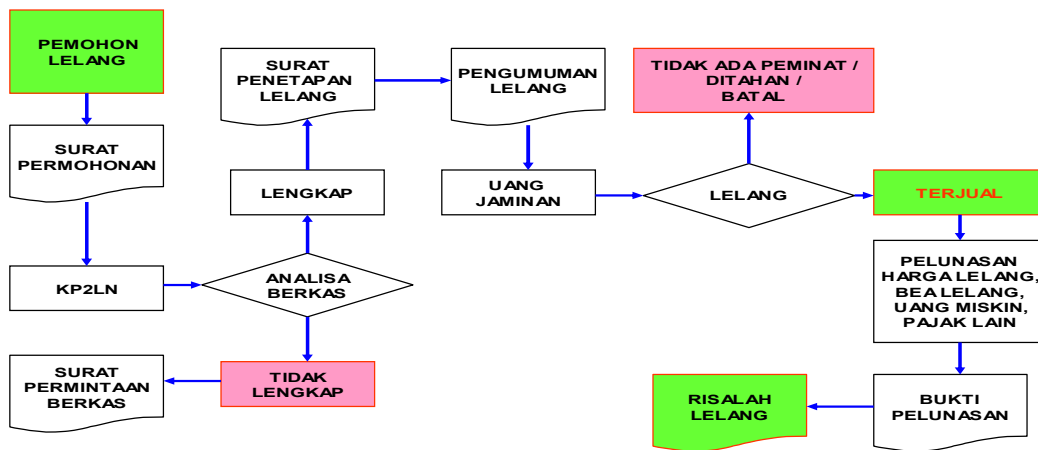 PEMOHON
LELANG
SURAT
PERMOHONAN
KP2LN
ANALISA
BERKAS
LENGKAP
SURAT
PENETAPAN
LELANG
TIDAK
LENGKAP
SURAT
PERMINTAAN
BERKAS
PENGUMUMAN
LELANG
UANG
JAMINAN
LELANG
TIDAK ADA PEMINAT /
DITAHAN /
BATAL
TERJUAL
PELUNASAN
HARGA LELANG,
BEA LELANG,
UANG MISKIN,
PAJAK LAIN
BUKTI
PELUNASAN
RISALAH
LELANG